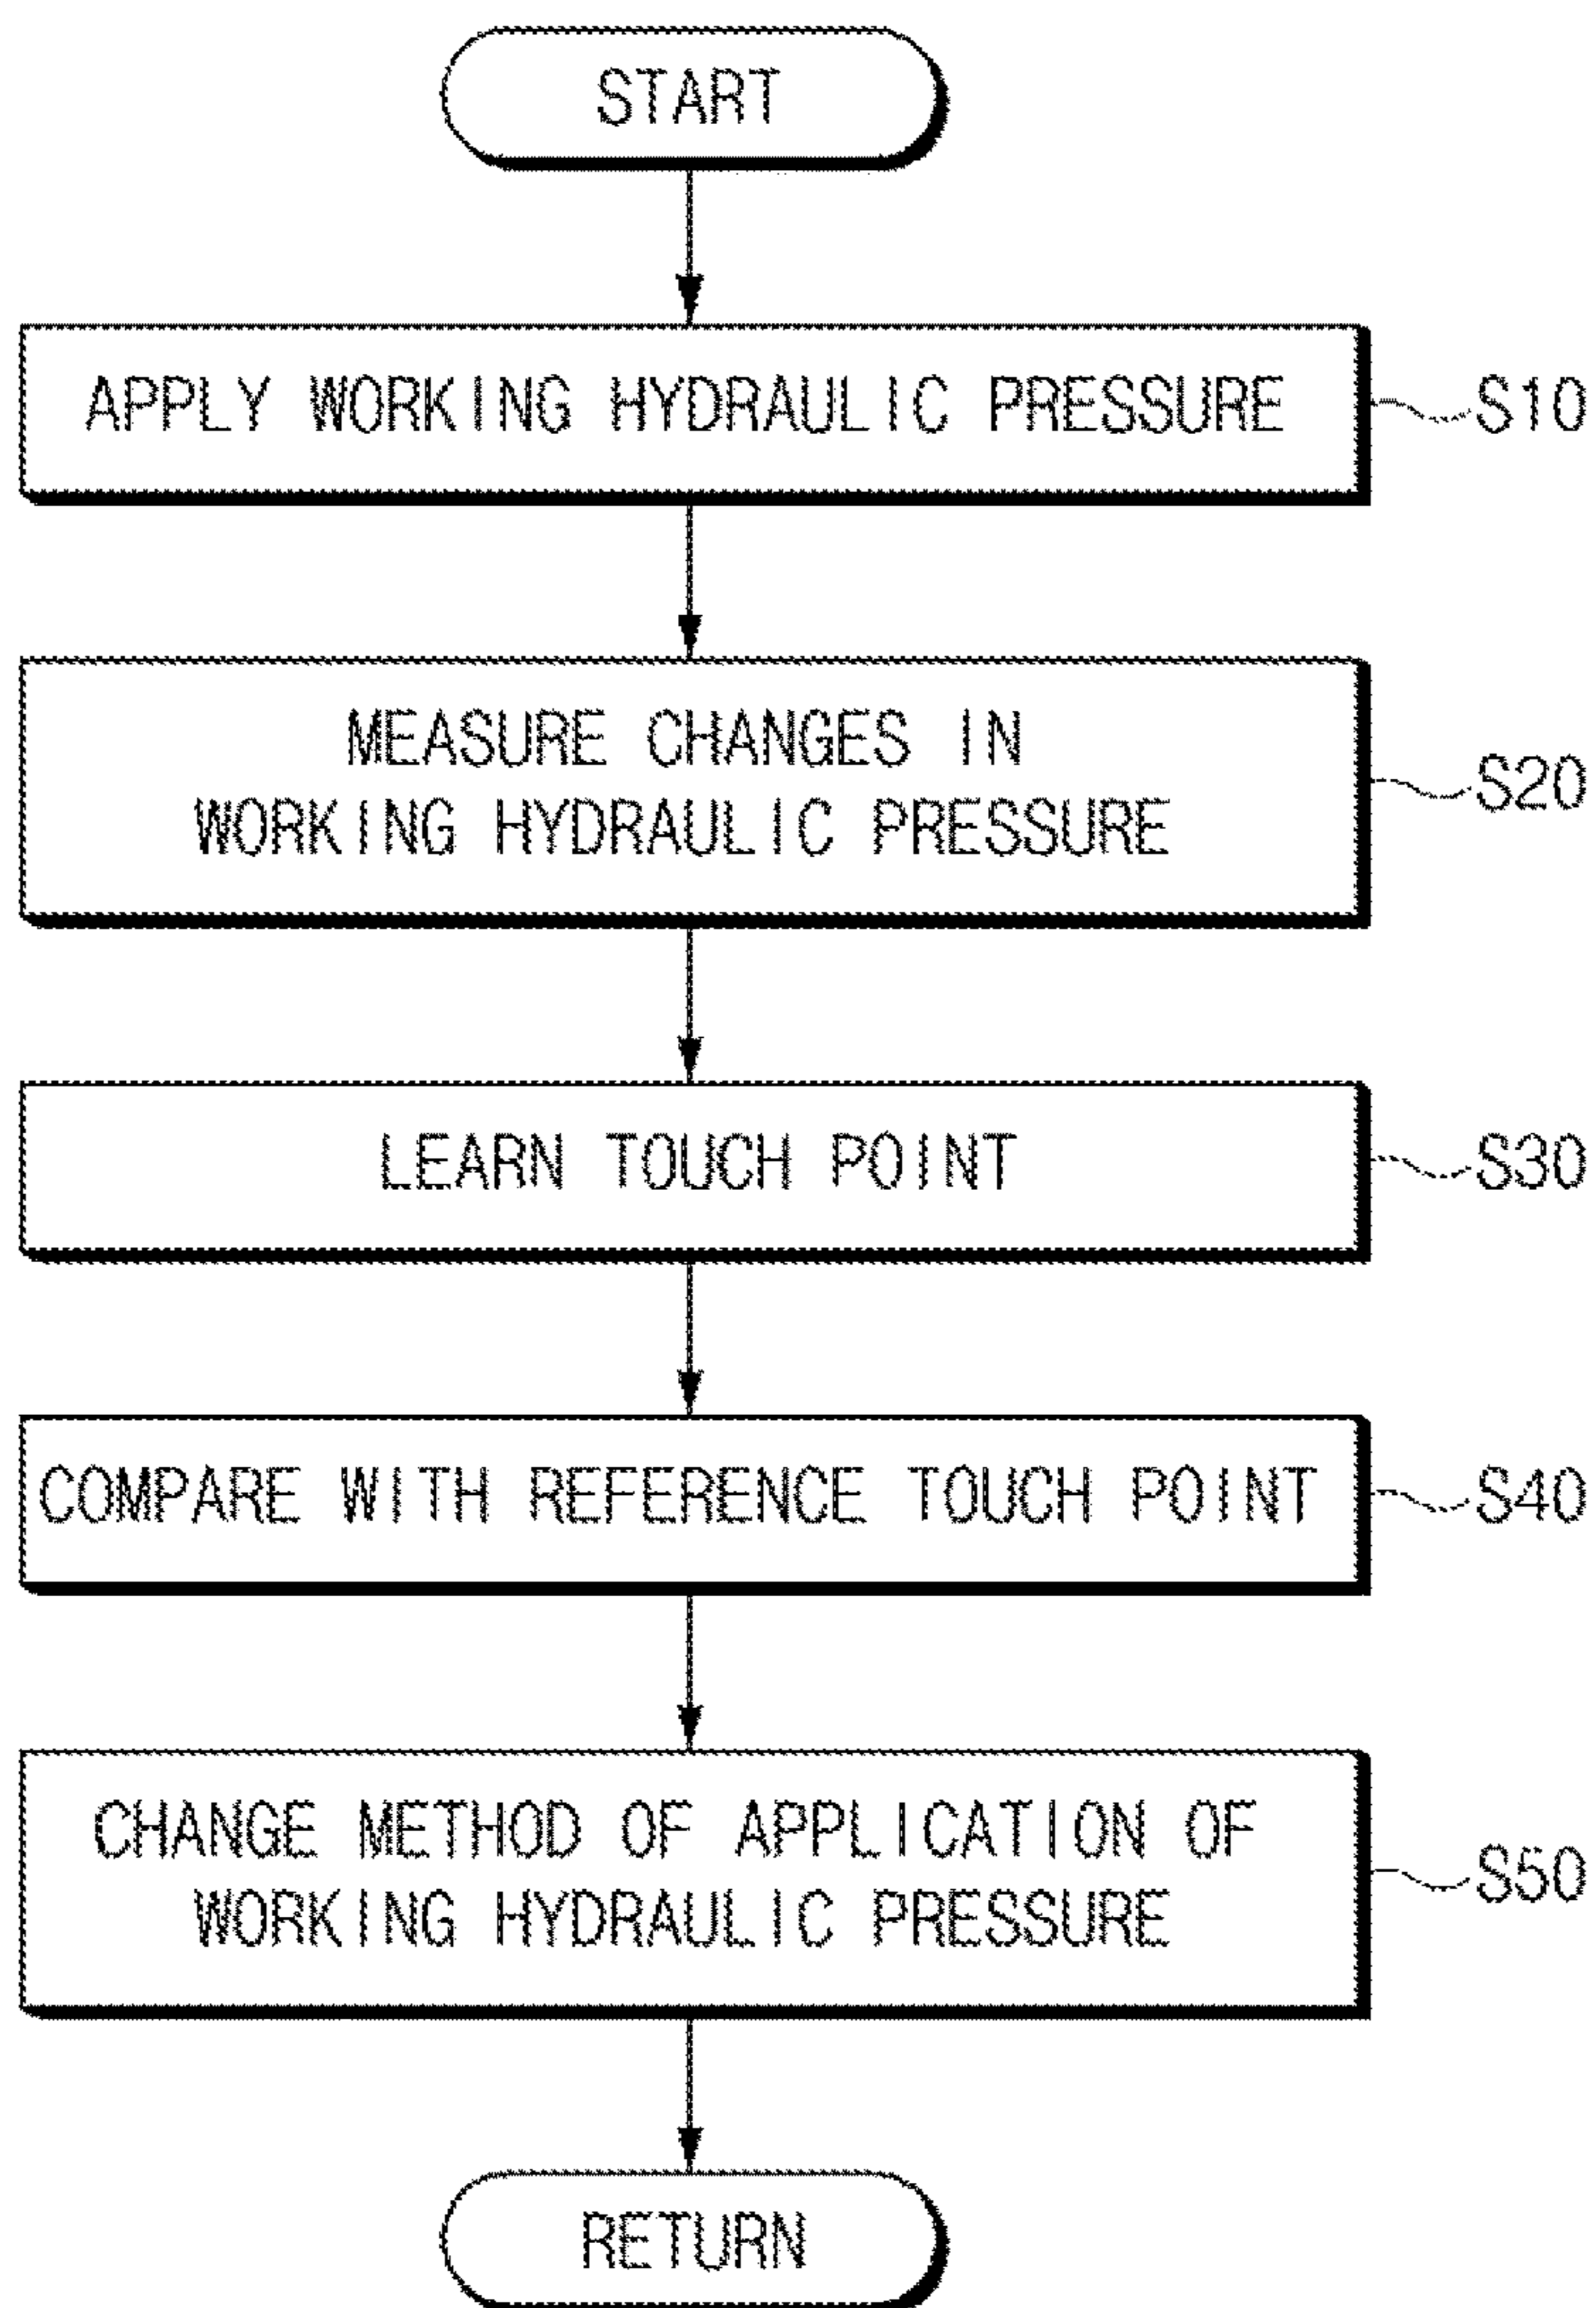 START
APPLY WORKING HYDRAULIC PRESSURE
S10
MEASURE CHANGES IN
WORKING HYDRAULIC PRESSURE
S20
LEARN TOUCH POINT
S30
COMPARE WITH REFERENCE TOUCH POINT
S40
CHANGE METHOD OF APPLICATION OF
WORKING HYDRAULIC PRESSURE
S50
RETURN